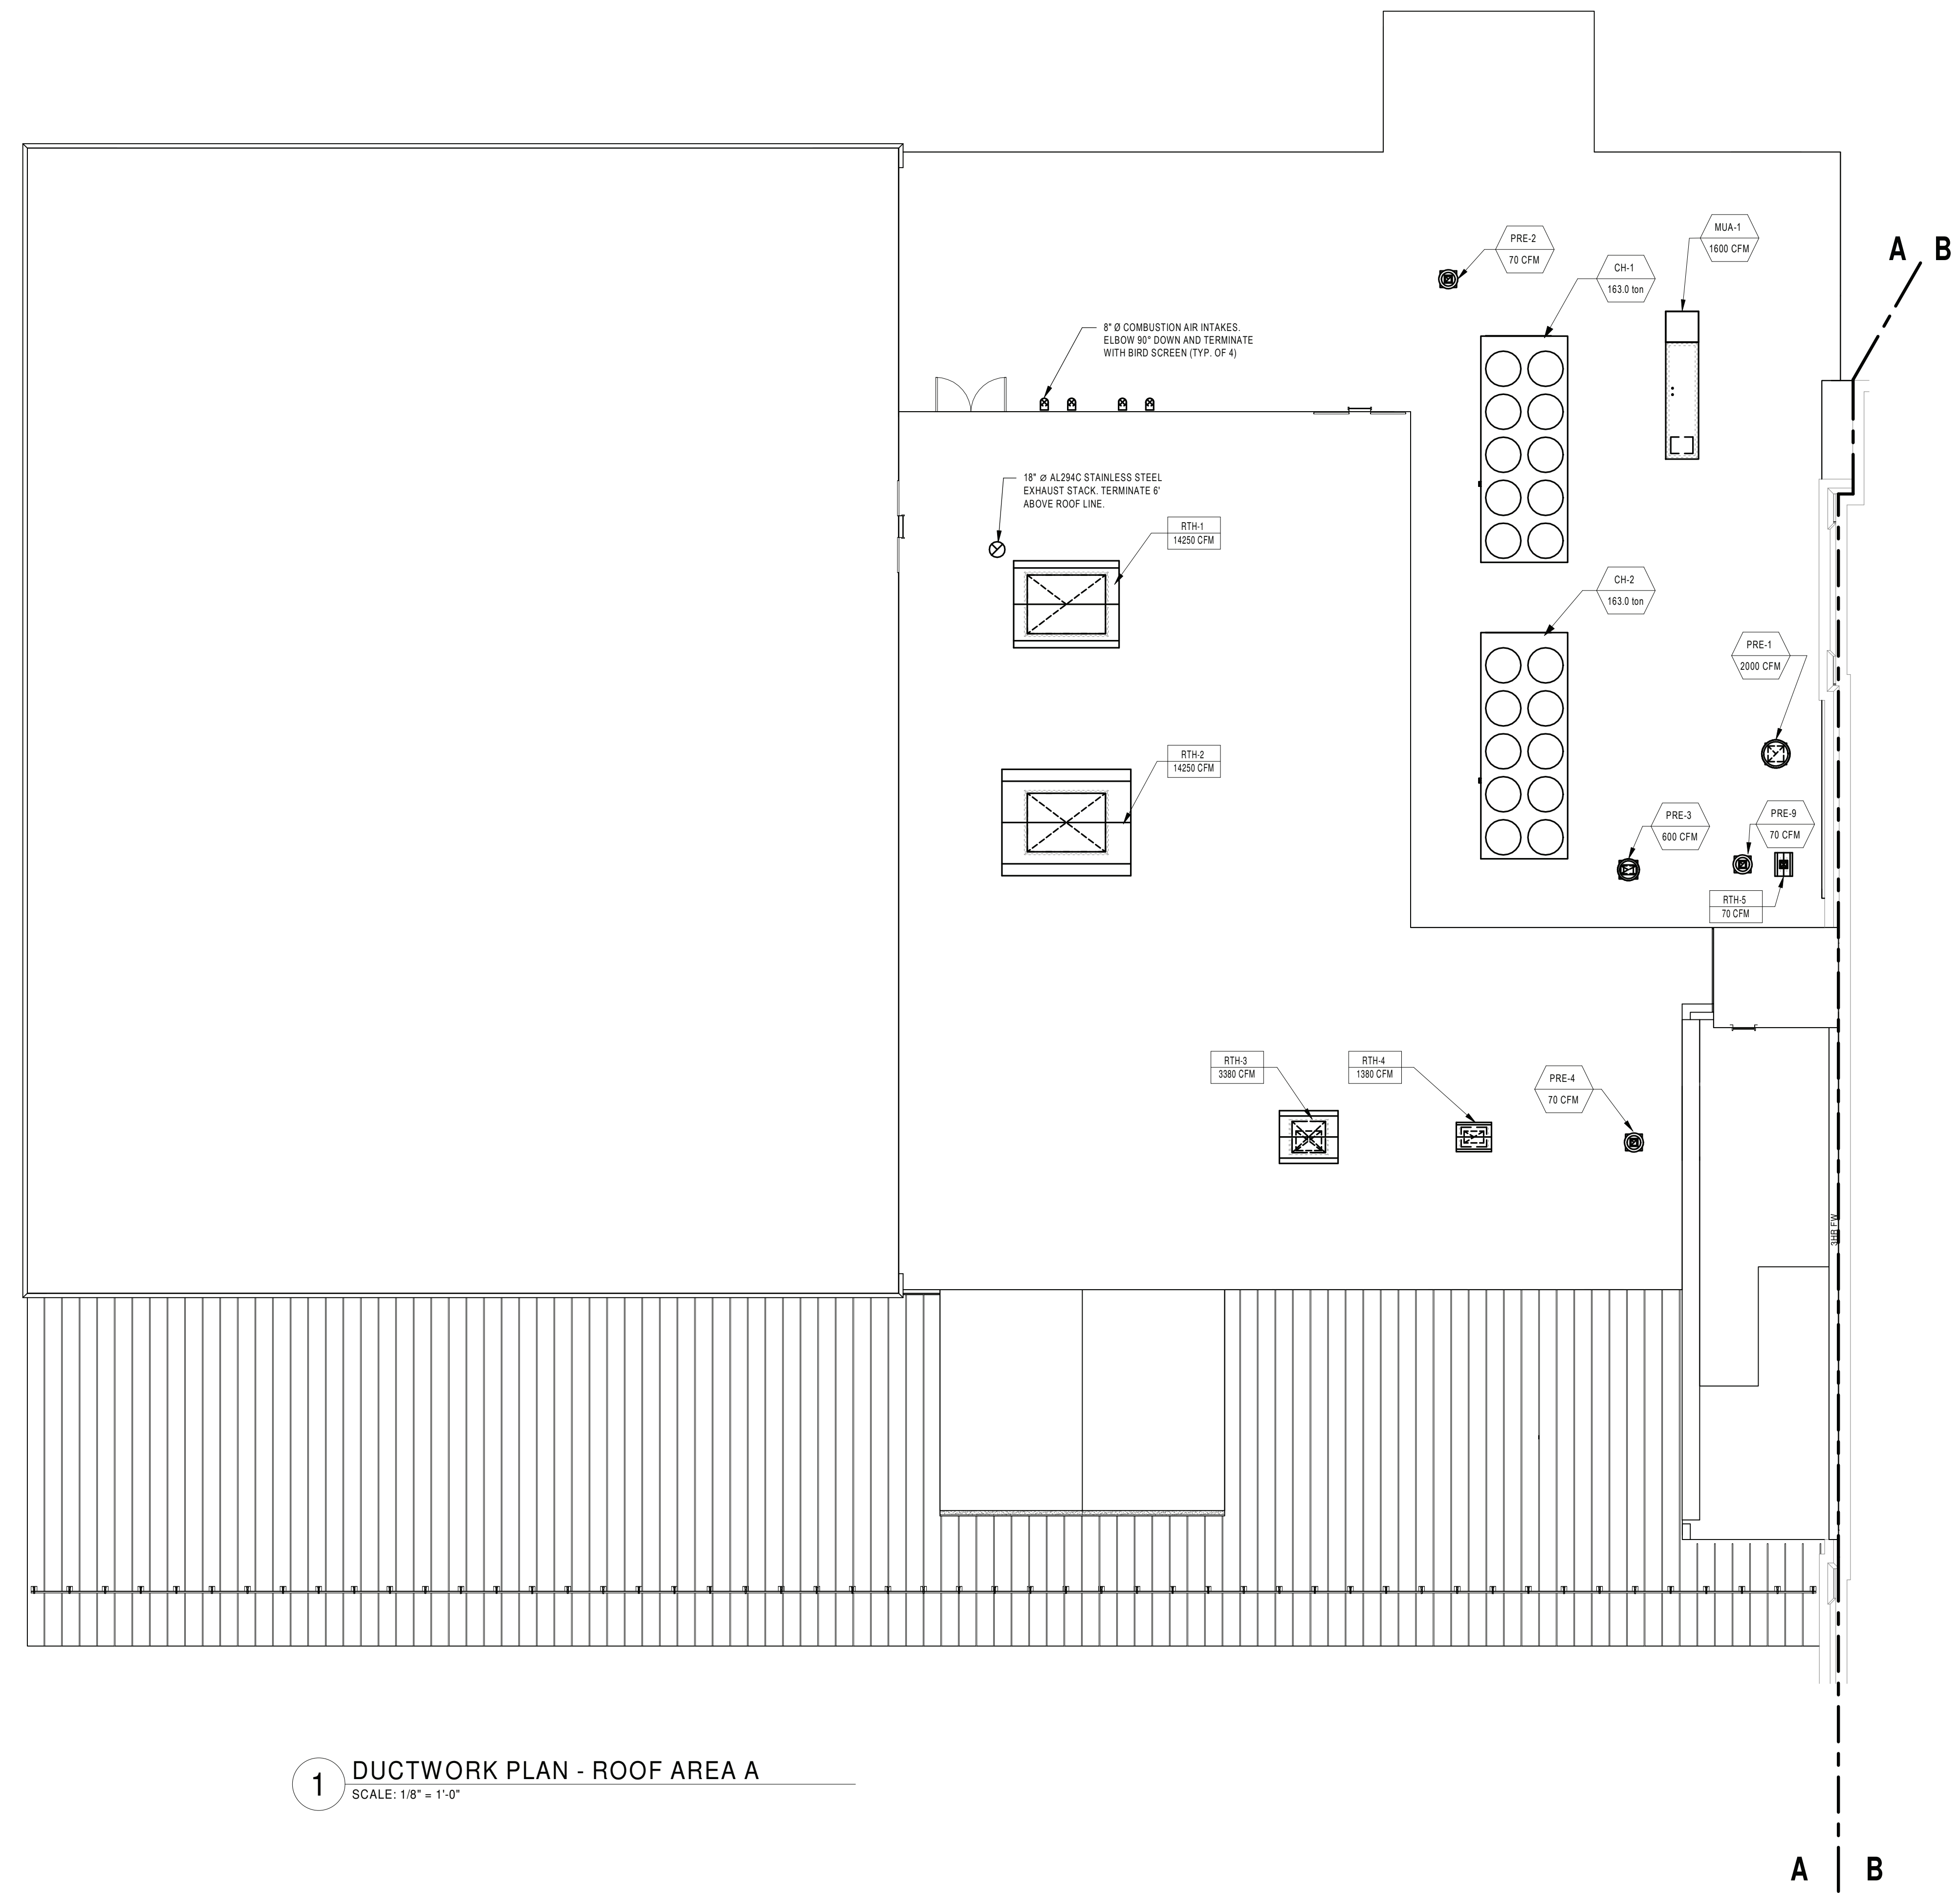 A B
MUA-1
1600 CFM
PRE-2
70 CFM
CH-1
163.0 ton
8" Ø COMBUSTION AIR INTAKES.
ELBOW 90° DOWN AND TERMINATE
WITH BIRD SCREEN (TYP. OF 4)
18" Ø AL294C STAINLESS STEEL
EXHAUST STACK. TERMINATE 6'
ABOVE ROOF LINE.
RTH-1
14250 CFM
CH-2
163.0 ton
PRE-1
2000 CFM
RTH-2
14250 CFM
PRE-3
600 CFM
PRE-9
70 CFM
RTH-5
70 CFM
RTH-3
3380 CFM
RTH-4
1380 CFM
PRE-4
70 CFM
3HR FW
1
DUCTWORK PLAN - ROOF AREA A
SCALE: 1/8" = 1'-0"
A B